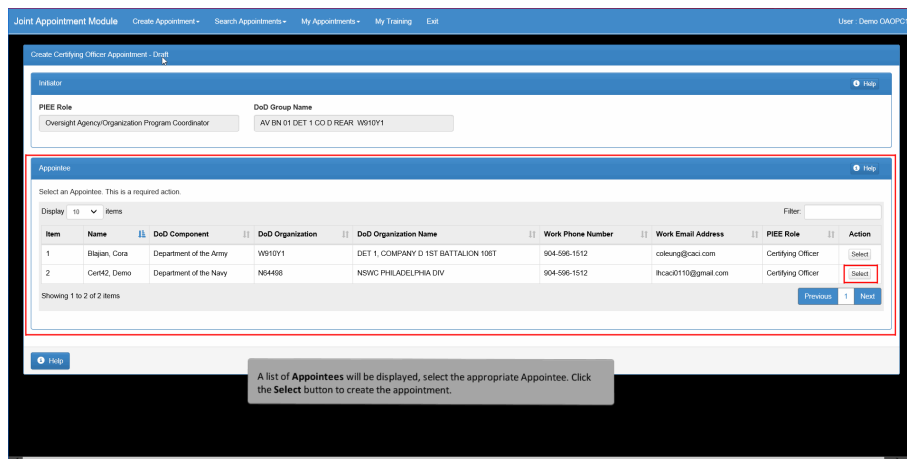 Joint Appointment Module Create Appointment Search Appointments My Appointments My Training Exit User : Demo OAOPC1
Create Certifying Officer Appointment - Draft
Initiator Help
PIEE Role DoD Group Name
Oversight Agency/Organization Program Coordinator AV BN 01 DET 1 CO D REAR W910Y1
Appointee Help
Select an Appointee. This is a required action.
Display 10 items Filter:
Item Name DoD Component DoD Organization DoD Organization Name Work Phone Number Work Email Address PIEE Role Action
1 Blajian, Cora Department of the Army W910Y1 DET 1, COMPANY D 1ST BATTALION 106T 904-596-1512 coleung@caci.com Certifying Officer Select
2 Cert42, Demo Department of the Navy N64498 NSWC PHILADELPHIA DIV 904-596-1512 lhcaci0110@gmail.com Certifying Officer Select
Showing 1 to 2 of 2 items Previous 1 Next
Help
A list of Appointees will be displayed, select the appropriate Appointee. Click
the Select button to create the appointment.